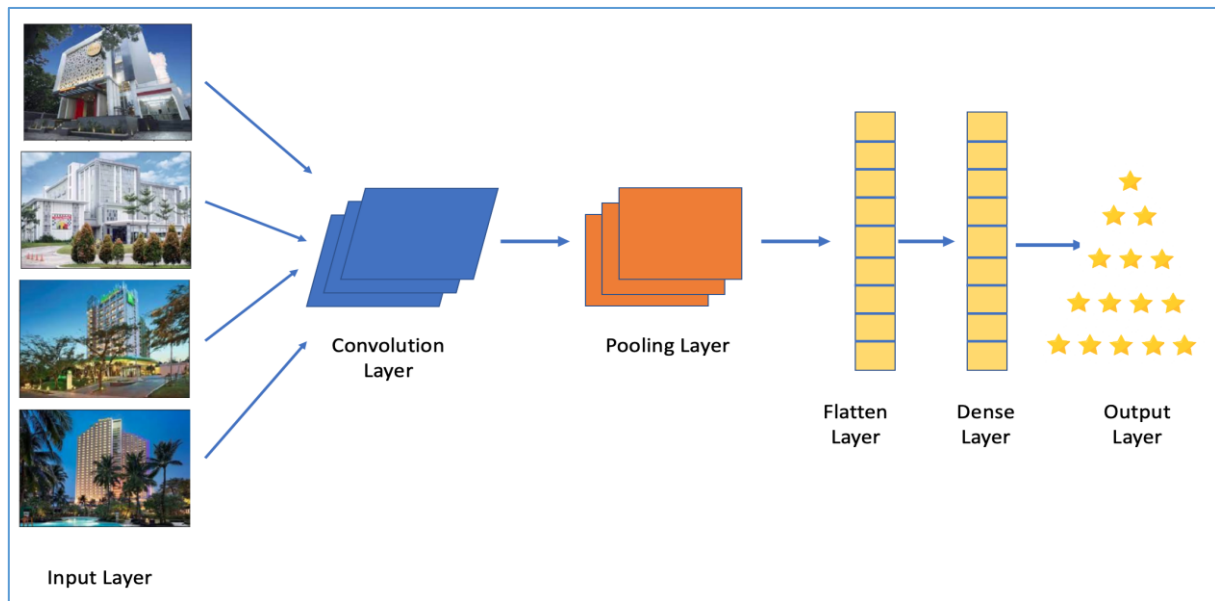 Convolution
Layer
Pooling Layer
Flatten
Layer
Dense
Layer
Output
Layer
Input Layer